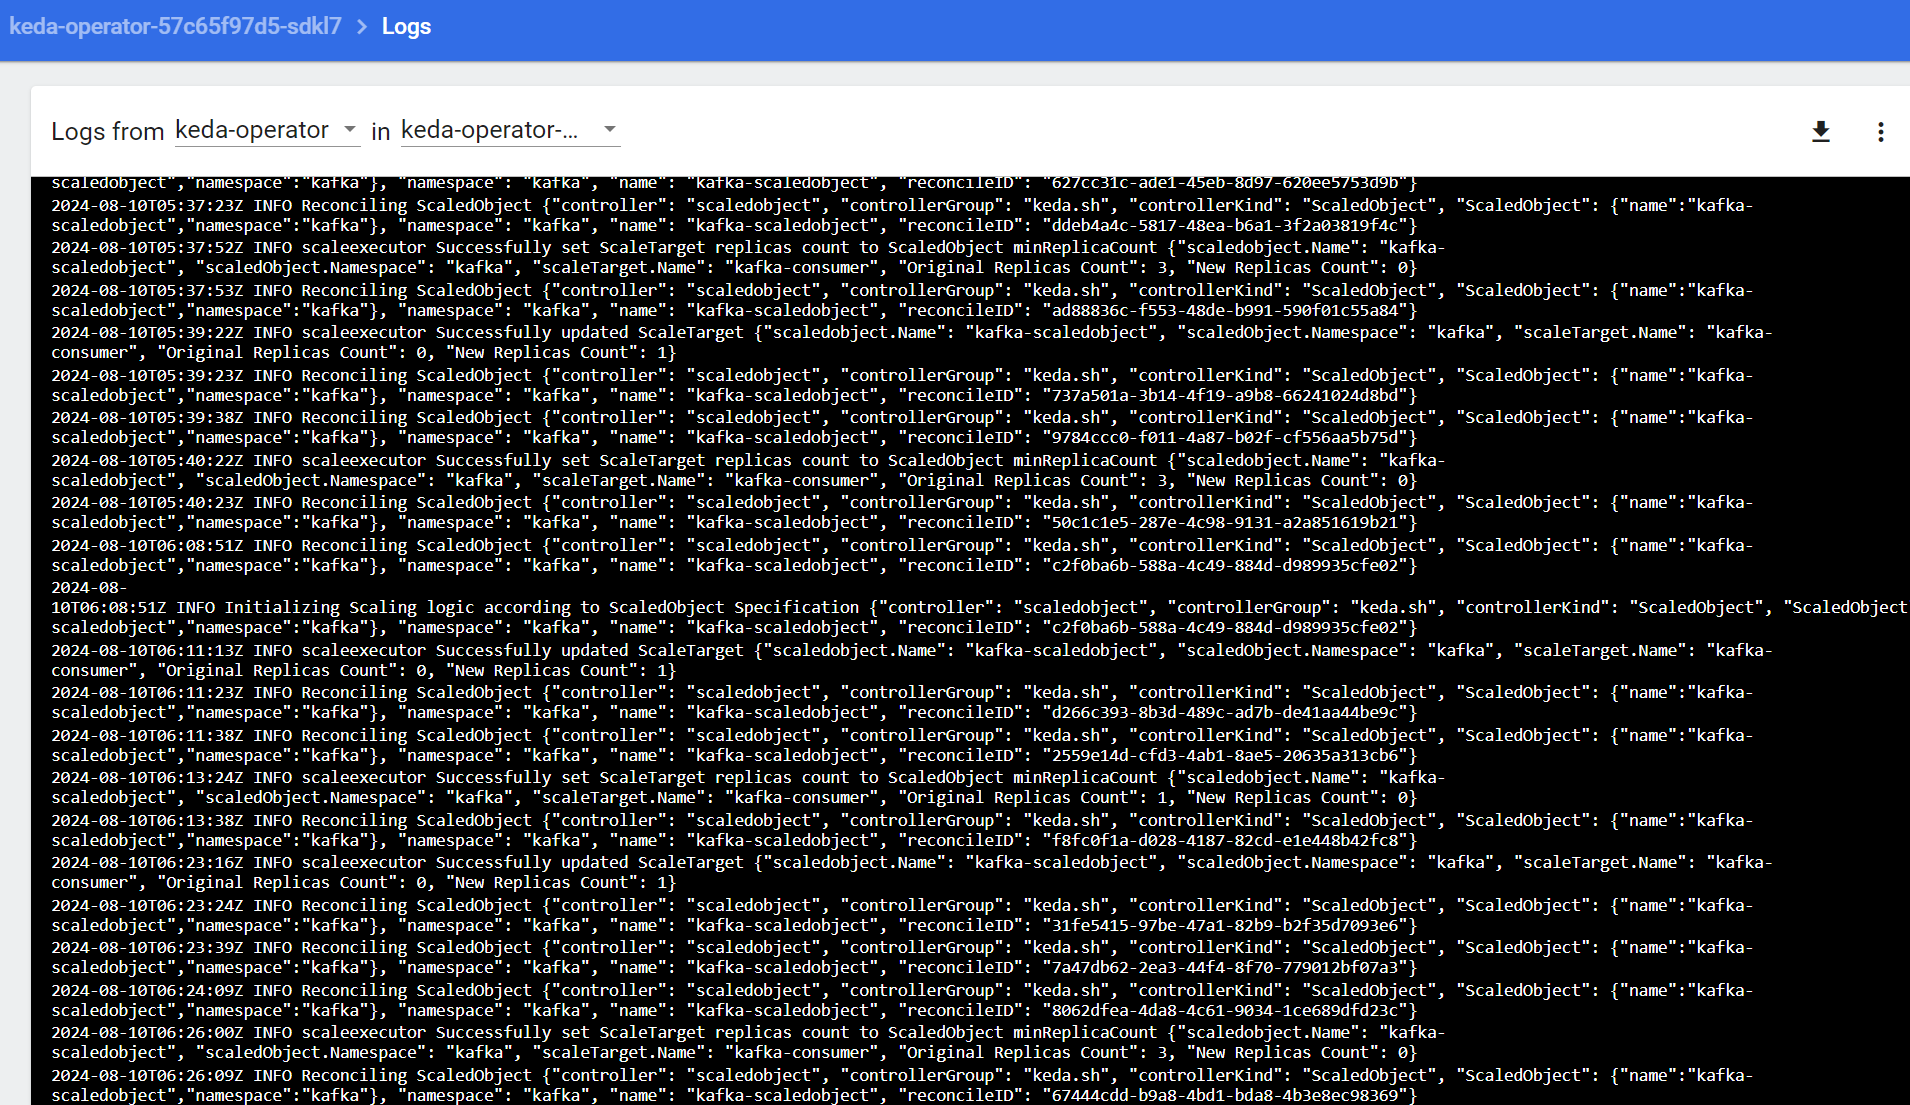 keda-operator-57c65f97d5-sdkl7 > Logs
Logs from keda-operator in keda-operator-...
scaledobject","namespace":"kafka"}, "namespace": "kafka", "name": "kafka-scaledobject", "reconcileID": "627cc31c-ade1-45eb-8d97-620ee5753d9b"}
2024-08-10T05:37:23Z INFO Reconciling ScaledObject {"controller": "scaledobject", "controllerGroup": "keda.sh", "controllerKind": "ScaledObject", "ScaledObject": {"name":"kafka-
scaledobject","namespace":"kafka"}, "namespace": "kafka", "name": "kafka-scaledobject", "reconcileID": "ddeb4a4c-5817-48ea-b6a1-3f2a03819f4c"}
2024-08-10T05:37:52Z INFO scaleexecutor Successfully set ScaleTarget replicas count to ScaledObject minReplicaCount {"scaledobject.Name": "kafka-
scaledobject", "scaledObject.Namespace": "kafka", "scaleTarget.Name": "kafka-consumer", "Original Replicas Count": 3, "New Replicas Count": 0}
2024-08-10T05:37:53Z INFO Reconciling ScaledObject {"controller": "scaledobject", "controllerGroup": "keda.sh", "controllerKind": "ScaledObject", "ScaledObject": {"name":"kafka-
scaledobject","namespace":"kafka"}, "namespace": "kafka", "name": "kafka-scaledobject", "reconcileID": "ad88836c-f553-48de-b991-590f01c55a84"}
2024-08-10T05:39:22Z INFO scaleexecutor Successfully updated ScaleTarget {"scaledobject.Name": "kafka-scaledobject", "scaledObject.Namespace": "kafka", "scaleTarget.Name": "kafka-
consumer", "Original Replicas Count": 0, "New Replicas Count": 1}
2024-08-10T05:39:23Z INFO Reconciling ScaledObject {"controller": "scaledobject", "controllerGroup": "keda.sh", "controllerKind": "ScaledObject", "ScaledObject": {"name":"kafka-
scaledobject","namespace":"kafka"}, "namespace": "kafka", "name": "kafka-scaledobject", "reconcileID": "737a501a-3b14-4f19-a9b8-66241024d8bd"}
2024-08-10T05:39:38Z INFO Reconciling ScaledObject {"controller": "scaledobject", "controllerGroup": "keda.sh", "controllerKind": "ScaledObject", "ScaledObject": {"name":"kafka-
scaledobject","namespace":"kafka"}, "namespace": "kafka", "name": "kafka-scaledobject", "reconcileID": "9784ccc0-f011-4a87-b02f-cf556aa5b75d"}
2024-08-10T05:40:22Z INFO scaleexecutor Successfully set ScaleTarget replicas count to ScaledObject minReplicaCount {"scaledobject.Name": "kafka-
scaledobject", "scaledObject.Namespace": "kafka", "scaleTarget.Name": "kafka-consumer", "Original Replicas Count": 3, "New Replicas Count": 0}
2024-08-10T05:40:23Z INFO Reconciling ScaledObject {"controller": "scaledobject", "controllerGroup": "keda.sh", "controllerKind": "ScaledObject", "ScaledObject": {"name":"kafka-
scaledobject","namespace":"kafka"}, "namespace": "kafka", "name": "kafka-scaledobject", "reconcileID": "50c1c1e5-287e-4c98-9131-a2a851619b21"}
2024-08-10T06:08:51Z INFO Reconciling ScaledObject {"controller": "scaledobject", "controllerGroup": "keda.sh", "controllerKind": "ScaledObject", "ScaledObject": {"name":"kafka-
scaledobject","namespace":"kafka"}, "namespace": "kafka", "name": "kafka-scaledobject", "reconcileID": "c2f0ba6b-588a-4c49-884d-d989935cfe02"}
2024-08-
10T06:08:51Z INFO Initializing Scaling logic according to ScaledObject Specification {"controller": "scaledobject", "controllerGroup": "keda.sh", "controllerKind": "ScaledObject", "ScaledObject
scaledobject","namespace":"kafka"}, "namespace": "kafka", "name": "kafka-scaledobject", "reconcileID": "c2f0ba6b-588a-4c49-884d-d989935cfe02"}
2024-08-10T06:11:13Z INFO scaleexecutor Successfully updated ScaleTarget {"scaledobject.Name": "kafka-scaledobject", "scaledObject.Namespace": "kafka", "scaleTarget.Name": "kafka-
consumer", "Original Replicas Count": 0, "New Replicas Count": 1}
2024-08-10T06:11:23Z INFO Reconciling ScaledObject {"controller": "scaledobject", "controllerGroup": "keda.sh", "controllerKind": "ScaledObject", "ScaledObject": {"name":"kafka-
scaledobject","namespace":"kafka"}, "namespace": "kafka", "name": "kafka-scaledobject", "reconcileID": "d266c393-8b3d-489c-ad7b-de41aa44be9c"}
2024-08-10T06:11:38Z INFO Reconciling ScaledObject {"controller": "scaledobject", "controllerGroup": "keda.sh", "controllerKind": "ScaledObject", "ScaledObject": {"name":"kafka-
scaledobject","namespace":"kafka"}, "namespace": "kafka", "name": "kafka-scaledobject", "reconcileID": "2559e14d-cfd3-4ab1-8ae5-20635a313cb6"}
2024-08-10T06:13:24Z INFO scaleexecutor Successfully set ScaleTarget replicas count to ScaledObject minReplicaCount {"scaledobject.Name": "kafka-
scaledobject", "scaledObject.Namespace": "kafka", "scaleTarget.Name": "kafka-consumer", "Original Replicas Count": 1, "New Replicas Count": 0}
2024-08-10T06:13:38Z INFO Reconciling ScaledObject {"controller": "scaledobject", "controllerGroup": "keda.sh", "controllerKind": "ScaledObject", "ScaledObject": {"name":"kafka-
scaledobject","namespace":"kafka"}, "namespace": "kafka", "name": "kafka-scaledobject", "reconcileID": "f8fc0f1a-d028-4187-82cd-e1e448b42fc8"}
2024-08-10T06:23:16Z INFO scaleexecutor Successfully updated ScaleTarget {"scaledobject.Name": "kafka-scaledobject", "scaledObject.Namespace": "kafka", "scaleTarget.Name": "kafka-
consumer", "Original Replicas Count": 0, "New Replicas Count": 1}
2024-08-10T06:23:24Z INFO Reconciling ScaledObject {"controller": "scaledobject", "controllerGroup": "keda.sh", "controllerKind": "ScaledObject", "ScaledObject": {"name":"kafka-
scaledobject","namespace":"kafka"}, "namespace": "kafka", "name": "kafka-scaledobject", "reconcileID": "31fe5415-97be-47a1-82b9-b2f35d7093e6"}
2024-08-10T06:23:39Z INFO Reconciling ScaledObject {"controller": "scaledobject", "controllerGroup": "keda.sh", "controllerKind": "ScaledObject", "ScaledObject": {"name":"kafka-
scaledobject","namespace":"kafka"}, "namespace": "kafka", "name": "kafka-scaledobject", "reconcileID": "7a47db62-2ea3-44f4-8f70-779012bf07a3"}
2024-08-10T06:24:09Z INFO Reconciling ScaledObject {"controller": "scaledobject", "controllerGroup": "keda.sh", "controllerKind": "ScaledObject", "ScaledObject": {"name":"kafka-
scaledobject","namespace":"kafka"}, "namespace": "kafka", "name": "kafka-scaledobject", "reconcileID": "8062dfea-4da8-4c61-9034-1ce689dfd23c"}
2024-08-10T06:26:00Z INFO scaleexecutor Successfully set ScaleTarget replicas count to ScaledObject minReplicaCount {"scaledobject.Name": "kafka-
scaledobject", "scaledObject.Namespace": "kafka", "scaleTarget.Name": "kafka-consumer", "Original Replicas Count": 3, "New Replicas Count": 0}
2024-08-10T06:26:09Z INFO Reconciling ScaledObject {"controller": "scaledobject", "controllerGroup": "keda.sh", "controllerKind": "ScaledObject", "ScaledObject": {"name":"kafka-
scaledobject","namespace":"kafka"}, "namespace": "kafka", "name": "kafka-scaledobject", "reconcileID": "67444cdd-b9a8-4bd1-bda8-4b3e8ec98369"}